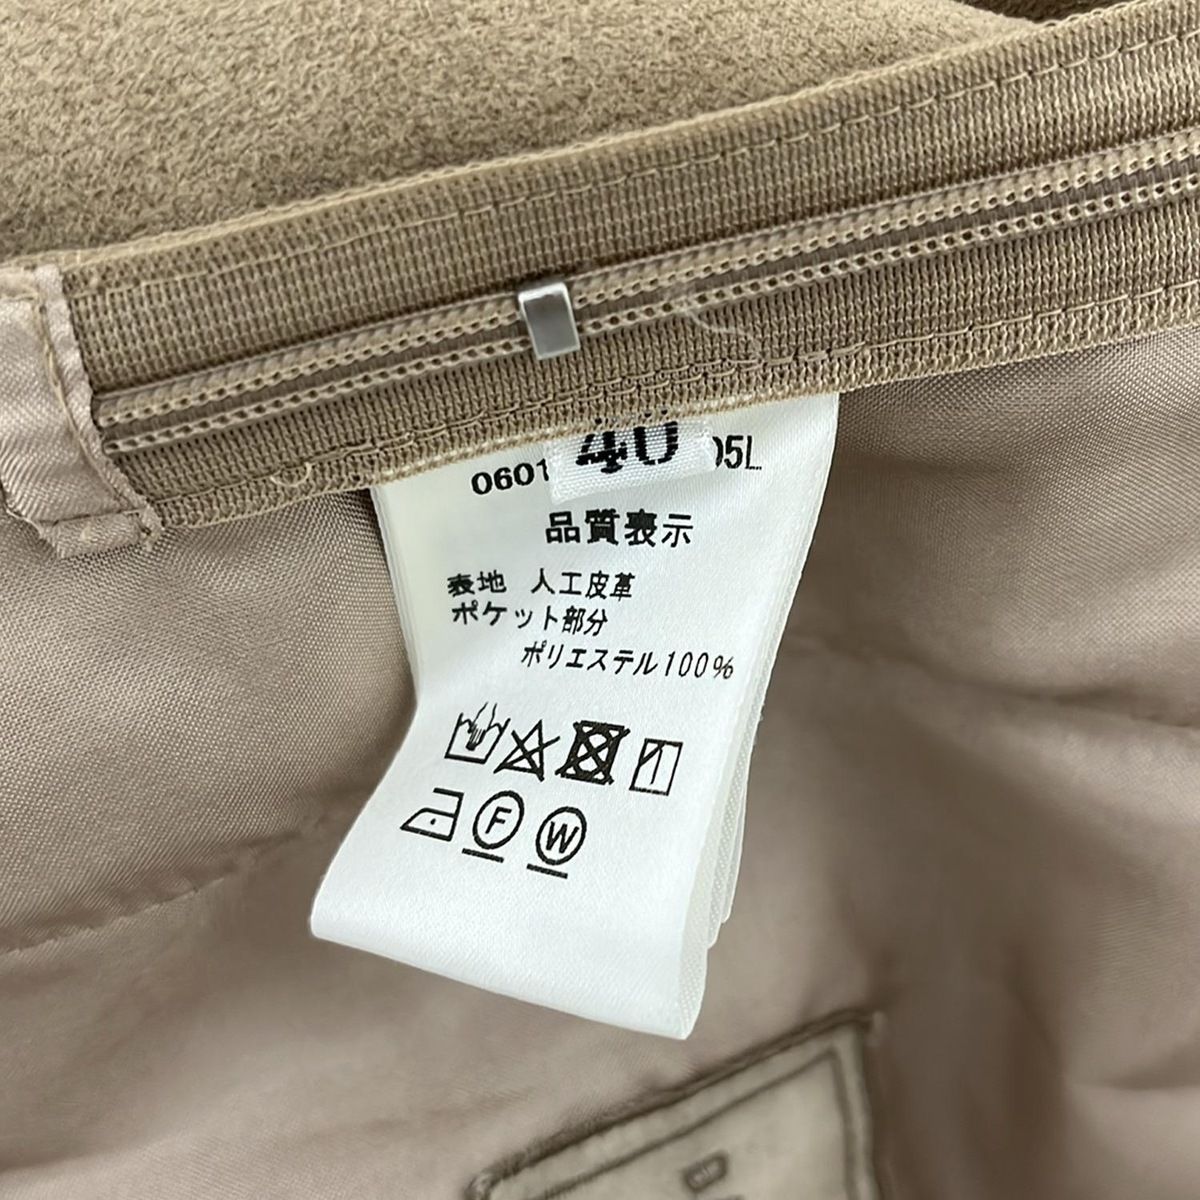 40
0601 05L
品質表示
表地 人工皮革
ポケット部分
ポリエステル100%
F W